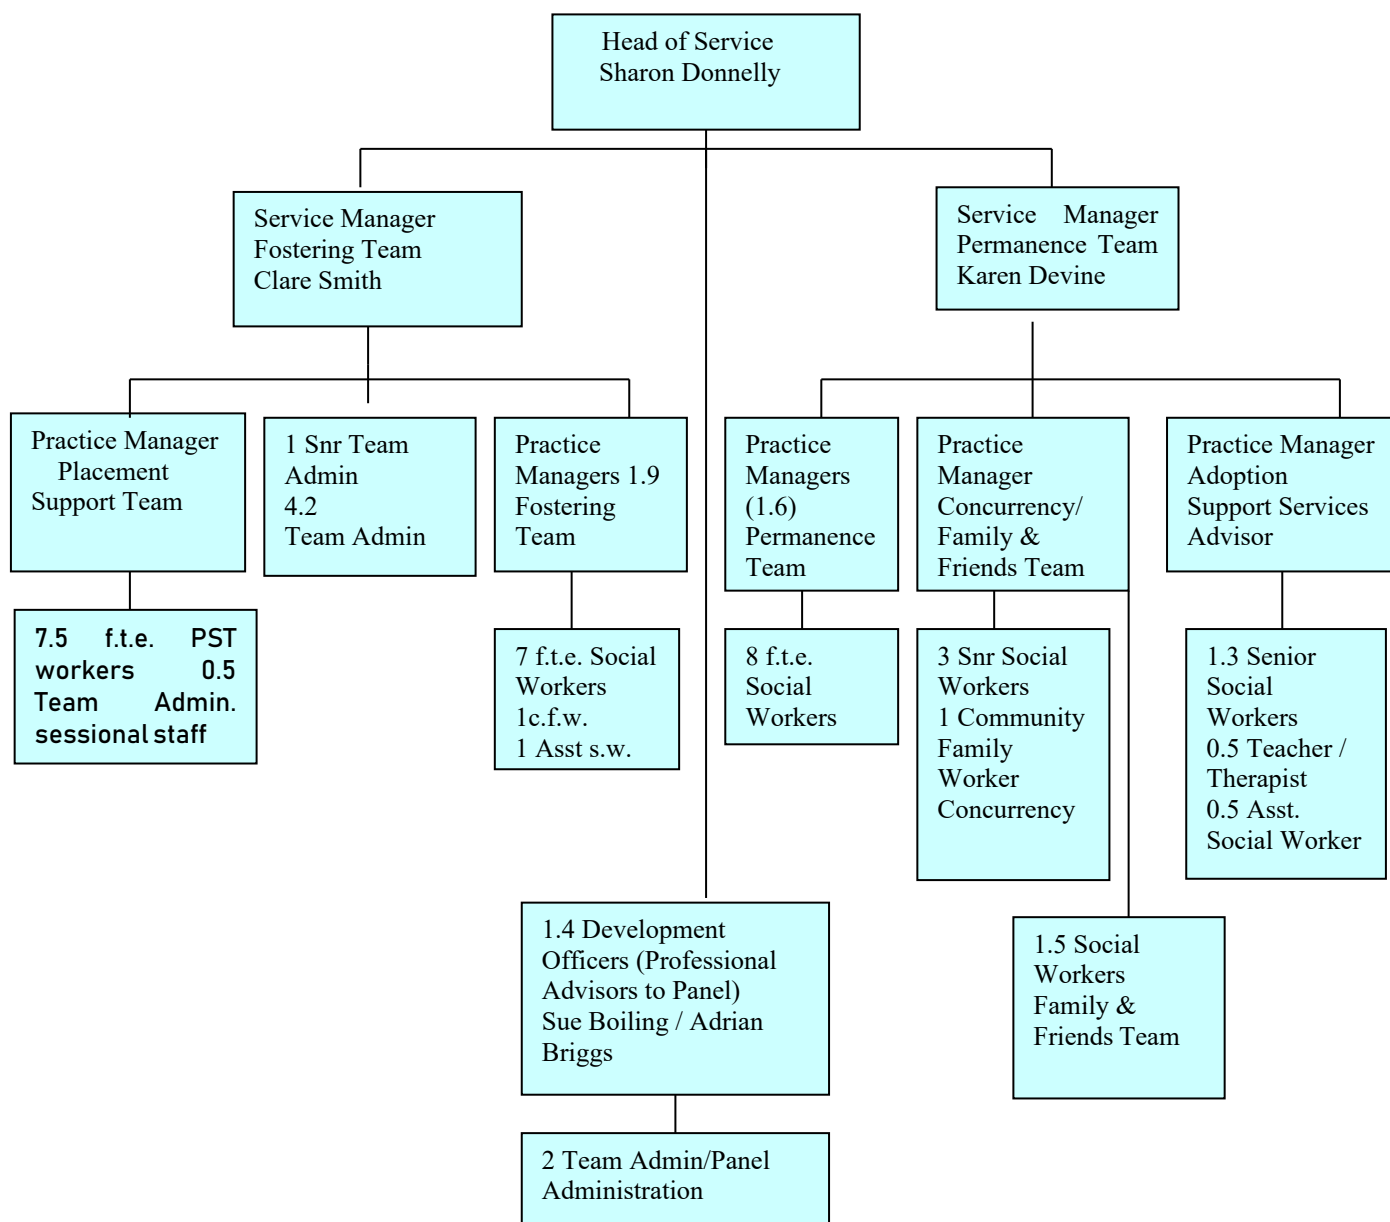 Head of Service
Sharon Donnelly
Service Manager
Fostering Team
Clare Smith
Service Manager
Permanence Team
Karen Devine
Practice Manager
Placement
Support Team
1 Snr Team
Admin
4.2
Team Admin
Practice
Managers 1.9
Fostering
Team
Practice
Managers
(1.6)
Permanence
Team
Practice
Manager
Concurrency/
Family &
Friends Team
Practice Manager
Adoption
Support Services
Advisor
7.5 f.t.e. PST
workers 0.5
Team Admin.
sessional staff
7 f.t.e. Social
Workers
1c.f.w.
1 Asst s.w.
8 f.t.e.
Social
Workers
3 Snr Social
Workers
1 Community
Family
Worker
Concurrency
1.3 Senior
Social
Workers
0.5 Teacher /
Therapist
0.5 Asst.
Social Worker
1.4 Development
Officers (Professional
Advisors to Panel)
Sue Boiling / Adrian
Briggs
1.5 Social
Workers
Family &
Friends Team
2 Team Admin/Panel
Administration